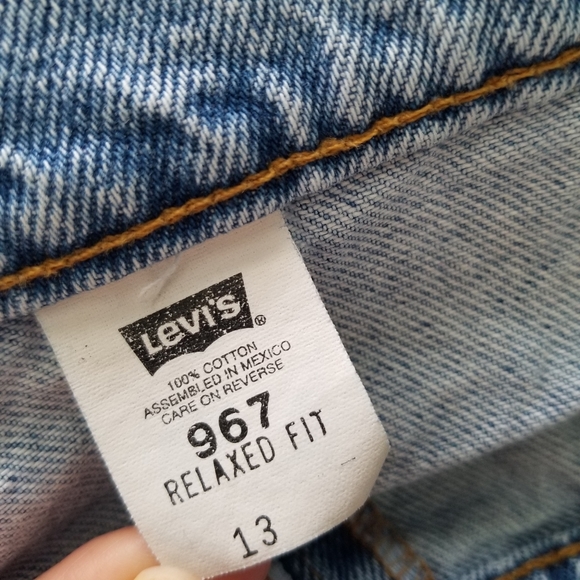 Levi's ®
100% COTTON
ASSEMBLED IN MEXICO
CARE ON REVERSE
967
RELAXED FIT
13